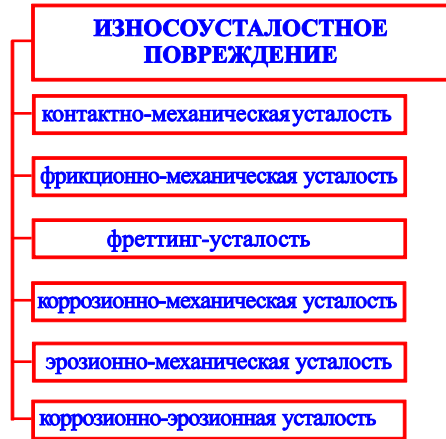 ИЗНОСОУСТАЛОСТНОЕ
ПОВРЕЖДЕНИЕ
контактно-механическая усталость
фрикционно-механическая усталость
фреттинг-усталость
коррозионно-механическая усталость
эрозионно-механическая усталость
коррозионно-эрозионная усталость